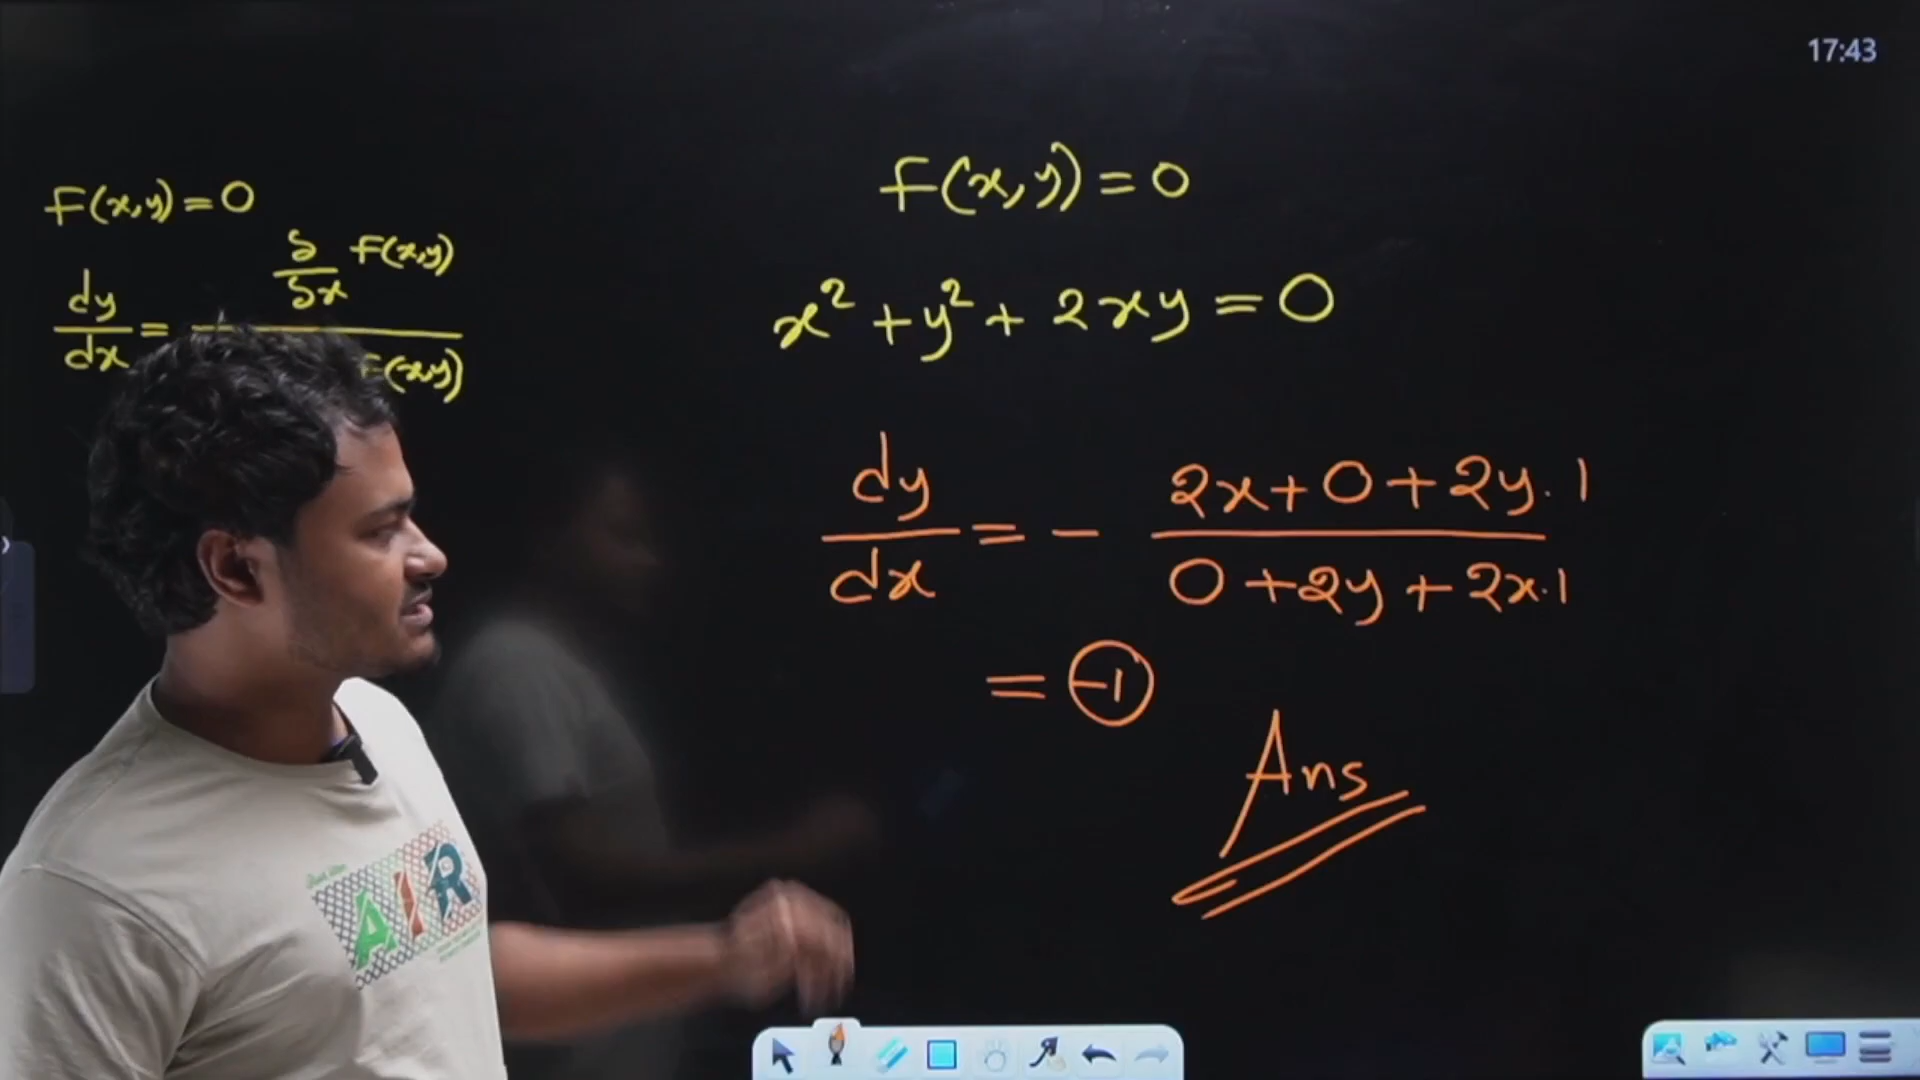 17:43
F(x,y)=0
δ/δx F(x,y)
dy/dx =
F(x,y)
F(x,y)=0
x²+y²+2xy=0
dy/dx = - (2x+0+2y.1)/(0+2y+2x.1)
= -1
Ans
AIR